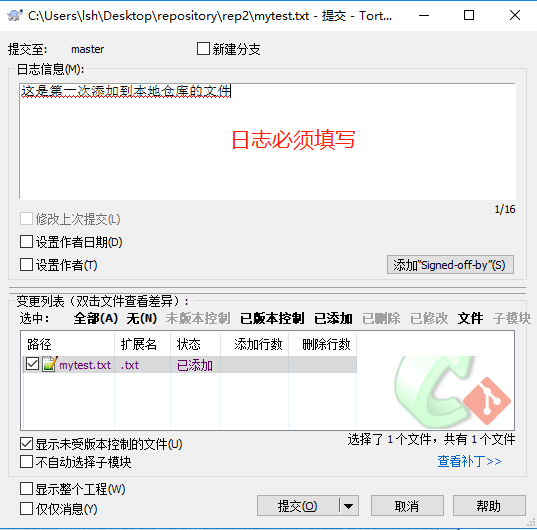 C:\Users\lsh\Desktop\repository\rep2\mytest.txt - 提交 - Tort...
提交至: master 新建分支
日志信息(M):
这是第一次添加到本地仓库的文件
日志必须填写
1/16
修改上次提交(L)
设置作者日期(D)
设置作者(T) 添加"Signed-off-by"(S)
变更列表（双击文件查看差异）:
选中: 全部(A) 无(N) 未版本控制 已版本控制 已添加 已删除 已修改 文件 子模块
路径 扩展名 状态 添加行数 删除行数
mytest.txt .txt 已添加
显示未受版本控制的文件(U) 选择了 1 个文件，共有 1 个文件
不自动选择子模块 查看补丁>>
显示整个工程(W)
仅仅消息(Y) 提交(O) 取消 帮助